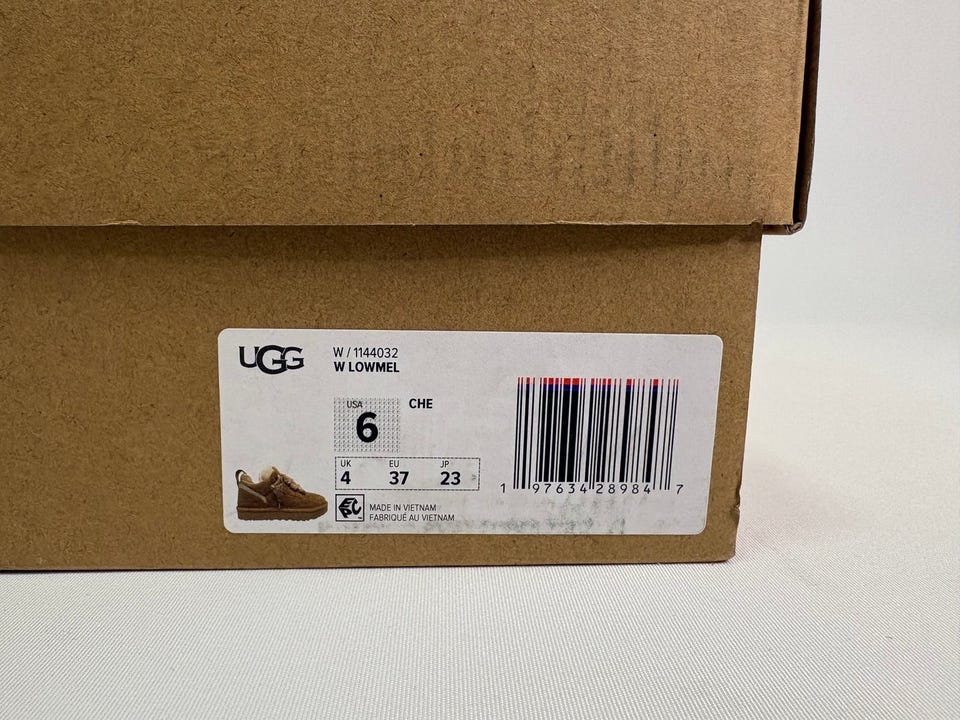 UGG
W / 1144032
W LOWMEL
USA
6
CHE
UK EU JP
4 37 23
MADE IN VIETNAM
FABRIQUÉ AU VIETNAM
1 97634 28984 7